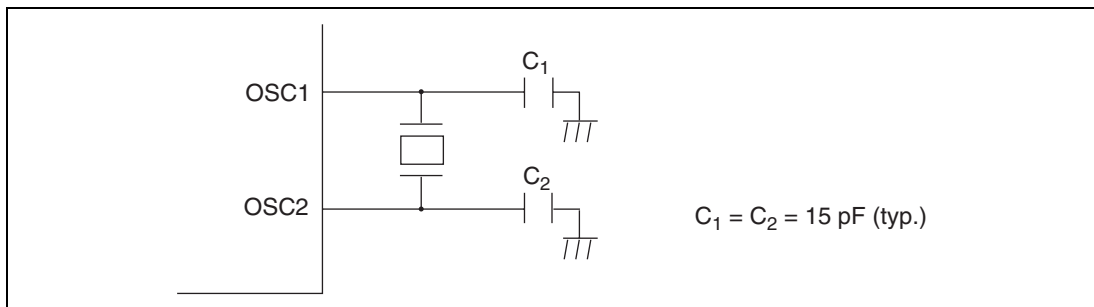 C₁
OSC1
C₂
OSC2
C₁ = C₂ = 15 pF (typ.)